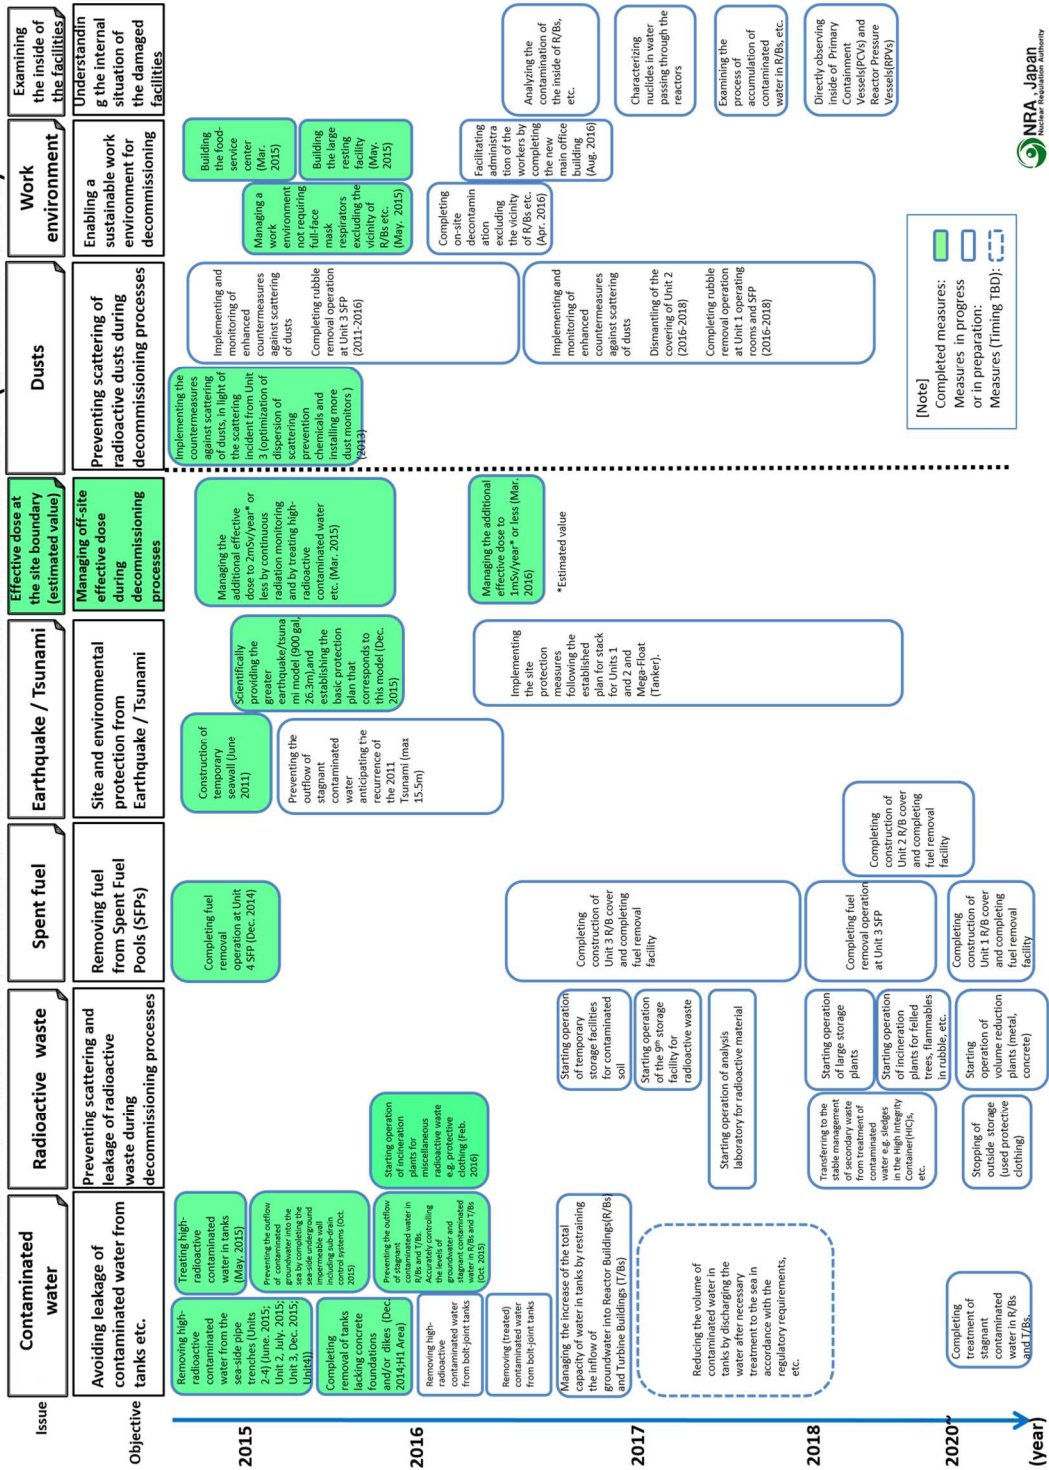 Issue
Contaminated
water
Radioactive waste
Spent fuel
Earthquake / Tsunami
Effective dose at
the site boundary
(estimated value)
Dusts
Work
environment
Examining
the inside of
the facilities
Objective
Avoiding leakage of
contaminated water from
tanks etc.
Preventing scattering and
leakage of radioactive
waste during
decommissioning processes
Removing fuel
from Spent Fuel
Pools (SFPs)
Site and environmental
protection from
Earthquake / Tsunami
Managing off-site
effective dose
during
decommissioning
processes
Preventing scattering of
radioactive dusts during
decommissioning processes
Enabling a
sustainable work
environment for
decommissioning
Understandin
g the internal
situation of
the damaged
facilities
2015
2016
2017
2018
2020~
(year)
Removing high-
radioactive
contaminated
water from the
sea-side pipe
trenches (Units
2-4) (June. 2015;
Unit 2, July. 2015;
Unit 3, Dec. 2015;
Unit4))
Treating high-
radioactive
contaminated
water in tanks
(May. 2015)
Preventing the outflow
of contaminated
groundwater into the
sea by completing the
sea-side underground
impermeable wall
including sub-drain
control systems (Oct.
2015)
Completing
removal of tanks
lacking concrete
foundations
and/or dikes (Dec.
2014;H1 Area)
Preventing the outflow
of stagnant
contaminated water in
R/Bs and T/Bs.
Accurately controlling
the levels of
groundwater and
stagnant contaminated
water in R/Bs and T/Bs
(Oct. 2015)
Removing high-
radioactive
contaminated water
from bolt-joint tanks
Removing (treated)
contaminated water
from bolt-joint tanks
Managing the increase of the total
capacity of water in tanks by restraining
the inflow of
groundwater into Reactor Buildings(R/Bs)
and Turbine Buildings (T/Bs)
Reducing the volume of
contaminated water in
tanks by discharging the
water after necessary
treatment to the sea in
accordance with the
regulatory requirements,
etc.
Completing
treatment of
stagnant
contaminated
water in R/Bs
and T/Bs.
Starting operation
of incineration
plants for
miscellaneous
radioactive waste
e.g. protective
clothing (Feb.
2016)
Starting operation
of temporary
storage facilities
for contaminated
soil
Starting operation
of the 9th storage
facility for
radioactive waste
Starting operation of analysis
laboratory for radioactive material
Transferring to the
stable management
of secondary waste
from treatment of
contaminated
water e.g. sledges
in the High Integrity
Container(HIC)s,
etc.
Starting operation
of large storage
plants
Starting operation
of incineration
plants for felled
trees, flammables
in rubble, etc.
Stopping of
outside storage
(used protective
clothing)
Starting
operation of
volume reduction
plants (metal,
concrete)
Completing fuel
removal
operation at Unit
4 SFP (Dec. 2014)
Completing
construction of
Unit 3 R/B cover
and completing
fuel removal
facility
Completing fuel
removal operation
at Unit 3 SFP
Completing
construction of
Unit 2 R/B cover
and completing
fuel removal
facility
Completing
construction of
Unit 1 R/B cover
and completing
fuel removal
facility
Construction of
temporary
seawall (June
2011)
Scientifically
providing the
greater
earthquake/tsuna
mi model (900 gal,
26.3m),and
establishing the
basic protection
plan that
corresponds to
this model (Dec.
2015)
Preventing the
outflow of
stagnant
contaminated
water
anticipating the
recurrence of
the 2011
Tsunami (max
15.5m)
Implementing
the site
protection
measures
following the
established
plan for stack
for Units 1
and 2 and
Mega-Float
(Tanker).
Managing the
additional effective
dose to 2mSv/year* or
less by continuous
radiation monitoring
and by treating high-
radioactive
contaminated water
etc. (Mar. 2015)
Managing the additional
effective dose to
1mSv/year* or less (Mar.
2016)
*Estimated value
Implementing the
countermeasures
against scattering
of dusts, in light of
the scattering
incident from Unit
3 (optimization of
dispersion of
scattering
prevention
chemicals and
installing more
dust monitors )
(2013)
Implementing and
monitoring of
enhanced
countermeasures
against scattering
of dusts
Completing rubble
removal operation
at Unit 3 SFP
(2011-2016)
Implementing and
monitoring of
enhanced
countermeasures
against scattering
of dusts
Dismantling of the
covering of Unit 2
(2016-2018)
Completing rubble
removal operation
at Unit 1 operating
rooms and SFP
(2016-2018)
Building
the food-
service
center
(Mar.
2015)
Managing a
work
environment
not requiring
full-face
mask
respirators
excluding the
vicinity of
R/Bs etc.
(May. 2015)
Building
the large
resting
facility
(May.
2015)
Completing
on-site
decontamin
ation
excluding
the vicinity
of R/Bs etc.
(Apr. 2016)
Facilitating
administra
tion of the
workers by
completing
the new
main office
building
(Aug. 2016)
Analyzing the
contamination of
the inside of R/Bs,
etc.
Characterizing
nuclides in water
passing through the
reactors
Examining the
process of
accumulation of
contaminated
water in R/Bs, etc.
Directly observing
inside of Primary
Containment
Vessels(PCVs) and
Reactor Pressure
Vessels(RPVs)
[Note]
Completed measures:
Measures in progress
or in preparation:
Measures (Timing TBD):
NRA, Japan
Nuclear Regulation Authority